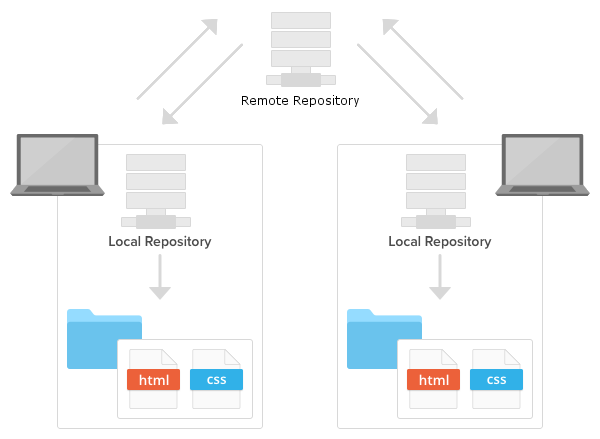 Remote Repository
Local Repository
Local Repository
html
css
html
css